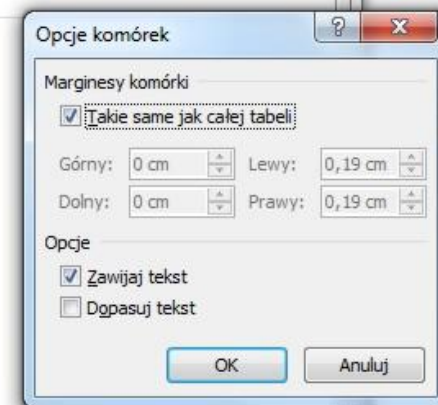 Opcje komórek
Marginesy komórki
Takie same jak całej tabeli
Górny: 0 cm Lewy: 0,19 cm
Dolny: 0 cm Prawy: 0,19 cm
Opcje
Zawijaj tekst
Dopasuj tekst
OK Anuluj